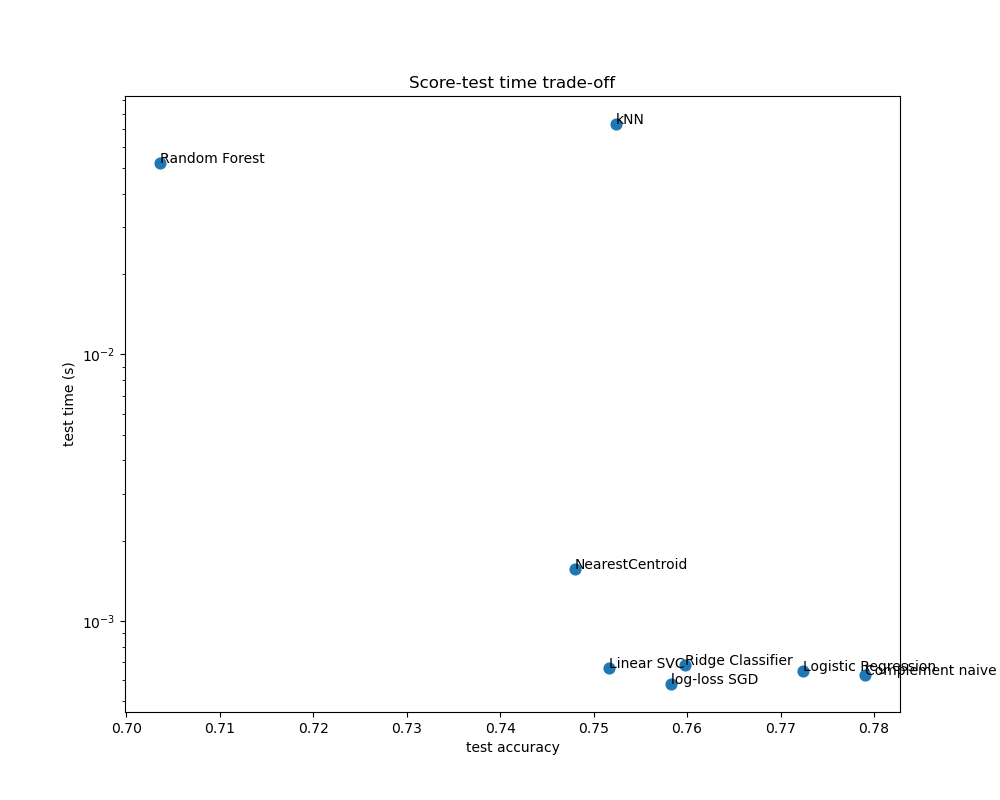 Score-test time trade-off
kNN
Random Forest
10⁻²
test time (s)
NearestCentroid
10⁻³
Linear SVC
Ridge Classifier
Logistic Regression
Complement naive
log-loss SGD
0.70 0.71 0.72 0.73 0.74 0.75 0.76 0.77 0.78
test accuracy